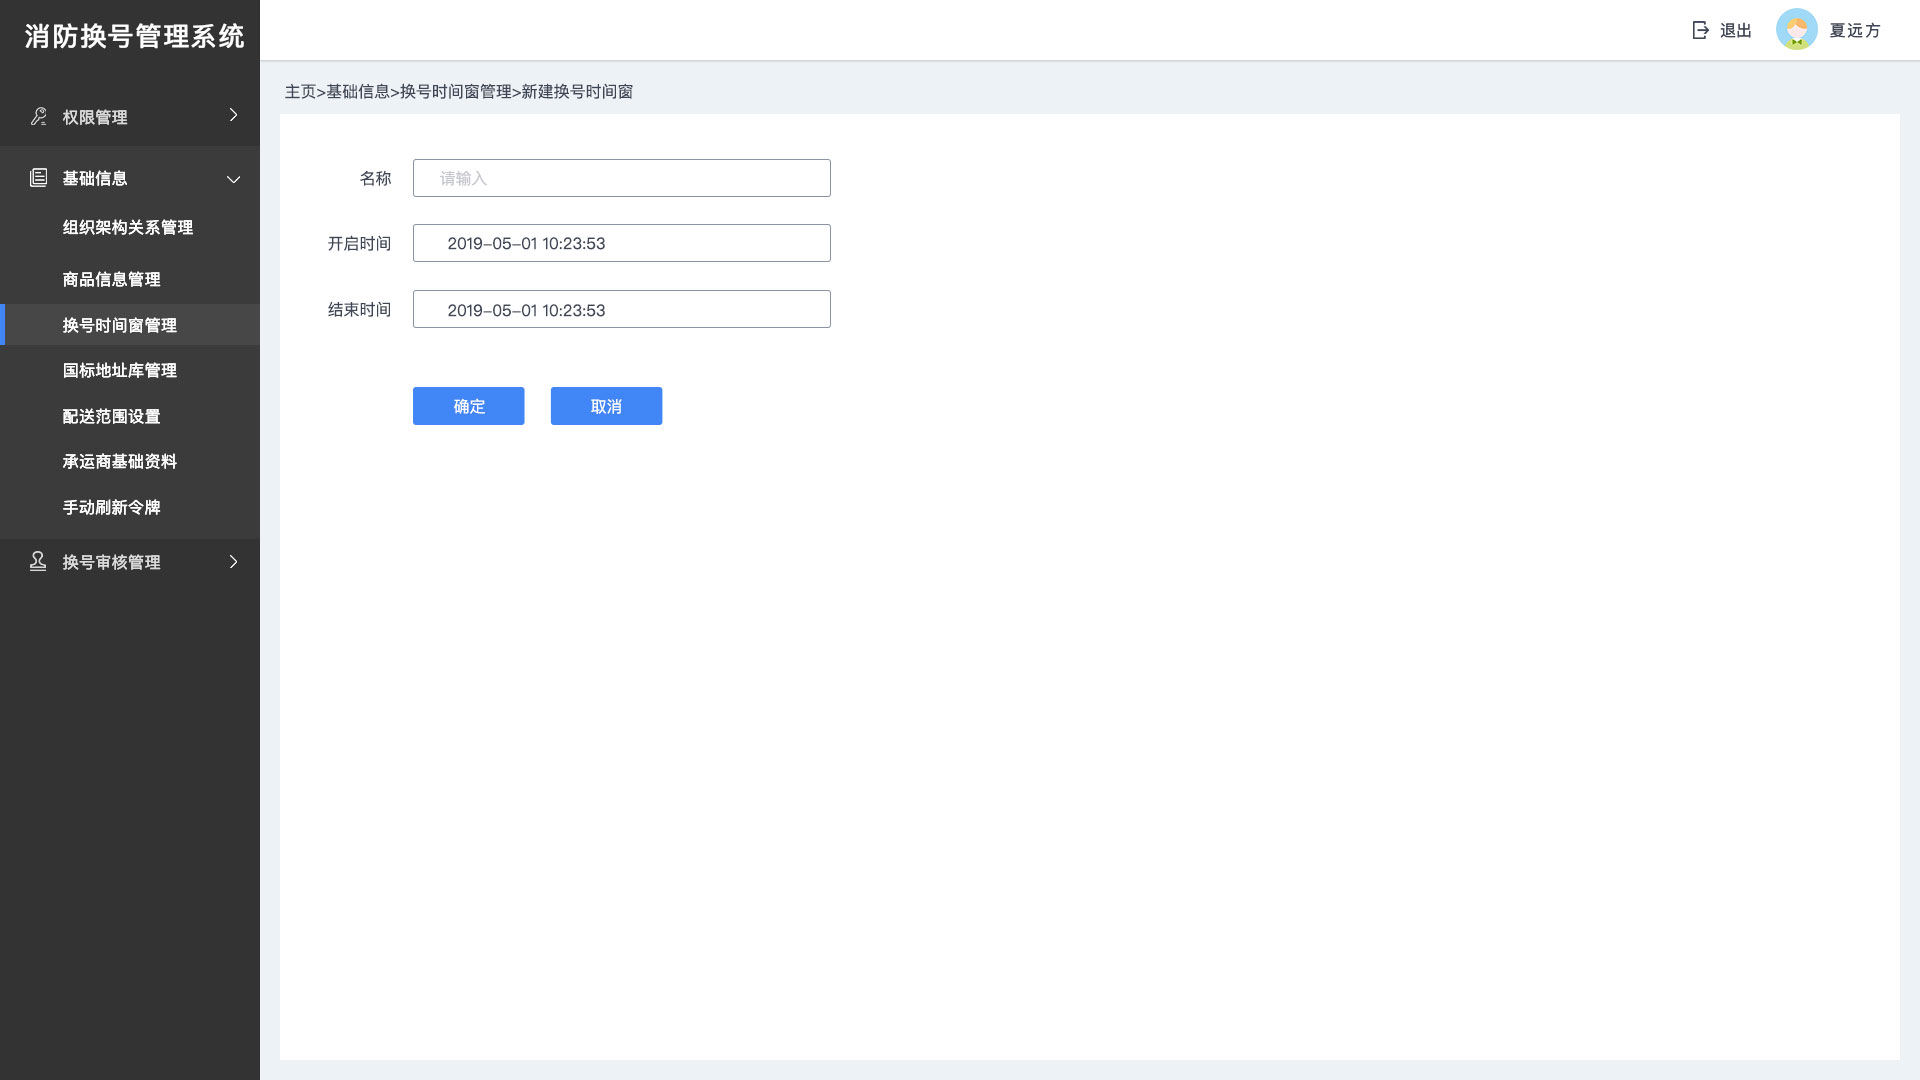 消防换号管理系统
退出
夏远方
主页>基础信息>换号时间窗管理>新建换号时间窗
权限管理
基础信息
组织架构关系管理
商品信息管理
换号时间窗管理
国标地址库管理
配送范围设置
承运商基础资料
手动刷新令牌
换号审核管理
名称 请输入
开启时间 2019-05-01 10:23:53
结束时间 2019-05-01 10:23:53
确定 取消